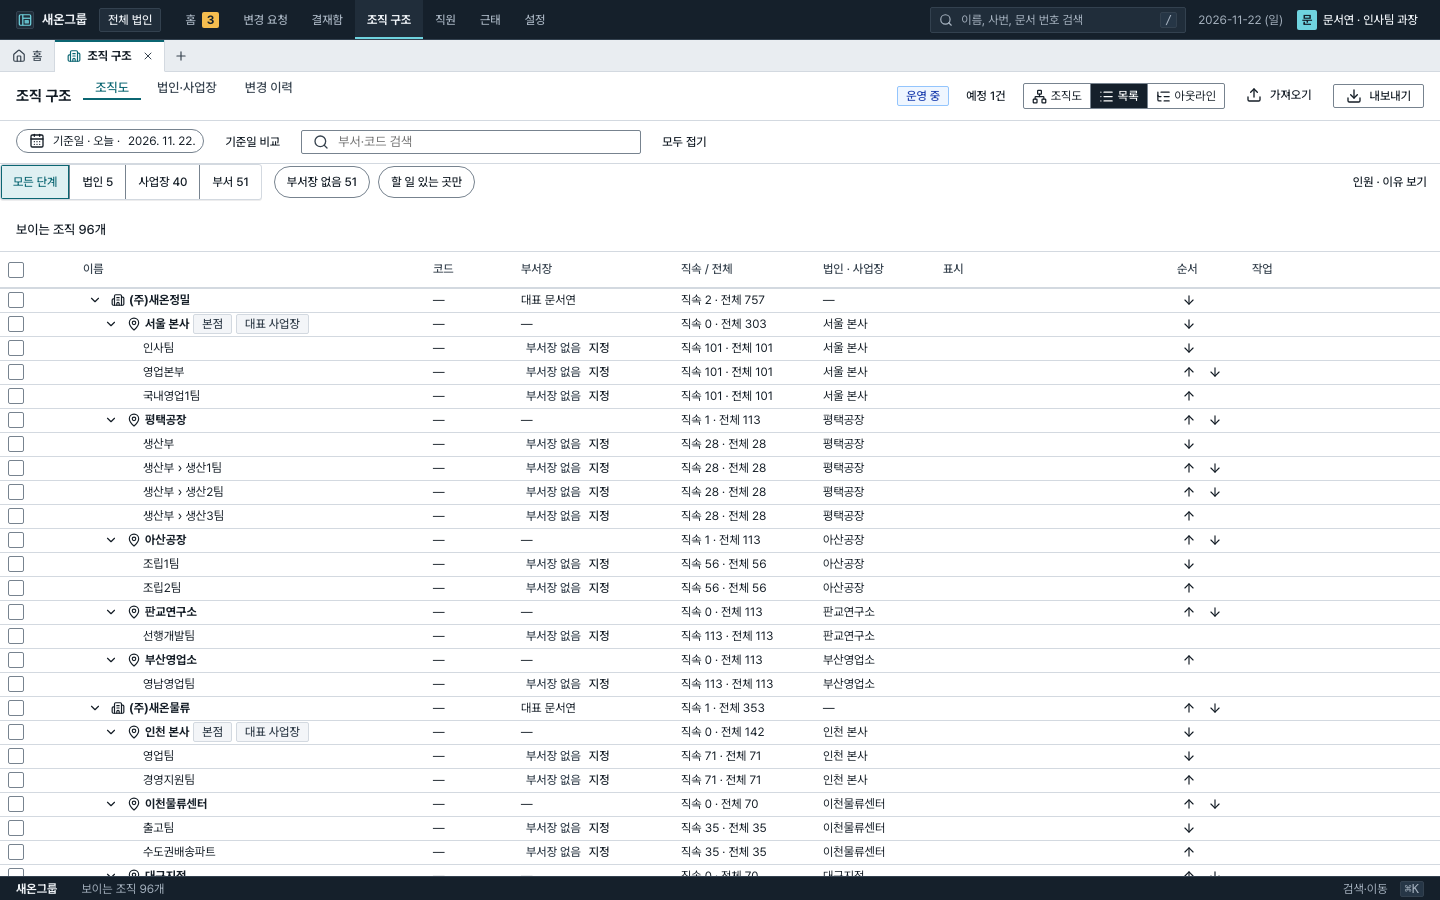 새온그룹 전체 법인 홈 3 변경 요청 결재함 조직 구조 직원 근태 설정 이름, 사번, 문서 번호 검색 / 2026-11-22 (일) 문 문서연 · 인사팀 과장
홈 조직 구조
조직 구조 조직도 법인·사업장 변경 이력 운영 중 예정 1건 조직도 목록 아웃라인 가져오기 내보내기
기준일 · 오늘 · 2026. 11. 22. 기준일 비교 부서·코드 검색 모두 접기
모든 단계 법인 5 사업장 40 부서 51 부서장 없음 51 할 일 있는 곳만 인원 · 이유 보기
보이는 조직 96개
이름 코드 부서장 직속 / 전체 법인 · 사업장 표시 순서 작업
(주)새온정밀 — 대표 문서연 직속 2 · 전체 757 —
서울 본사 본점 대표 사업장 — — 직속 0 · 전체 303 서울 본사
인사팀 — 부서장 없음 지정 직속 101 · 전체 101 서울 본사
영업본부 — 부서장 없음 지정 직속 101 · 전체 101 서울 본사
국내영업1팀 — 부서장 없음 지정 직속 101 · 전체 101 서울 본사
평택공장 — — 직속 1 · 전체 113 평택공장
생산부 — 부서장 없음 지정 직속 28 · 전체 28 평택공장
생산부 › 생산1팀 — 부서장 없음 지정 직속 28 · 전체 28 평택공장
생산부 › 생산2팀 — 부서장 없음 지정 직속 28 · 전체 28 평택공장
생산부 › 생산3팀 — 부서장 없음 지정 직속 28 · 전체 28 평택공장
아산공장 — — 직속 1 · 전체 113 아산공장
조립1팀 — 부서장 없음 지정 직속 56 · 전체 56 아산공장
조립2팀 — 부서장 없음 지정 직속 56 · 전체 56 아산공장
판교연구소 — — 직속 0 · 전체 113 판교연구소
선행개발팀 — 부서장 없음 지정 직속 113 · 전체 113 판교연구소
부산영업소 — — 직속 0 · 전체 113 부산영업소
영남영업팀 — 부서장 없음 지정 직속 113 · 전체 113 부산영업소
(주)새온물류 — 대표 문서연 직속 1 · 전체 353 —
인천 본사 본점 대표 사업장 — — 직속 0 · 전체 142 인천 본사
영업팀 — 부서장 없음 지정 직속 71 · 전체 71 인천 본사
경영지원팀 — 부서장 없음 지정 직속 71 · 전체 71 인천 본사
이천물류센터 — — 직속 0 · 전체 70 이천물류센터
출고팀 — 부서장 없음 지정 직속 35 · 전체 35 이천물류센터
수도권배송파트 — 부서장 없음 지정 직속 35 · 전체 35 이천물류센터
대구지점 — — 직속 0 · 전체 70 대구지점
새온그룹 보이는 조직 96개 검색·이동 ⌘K